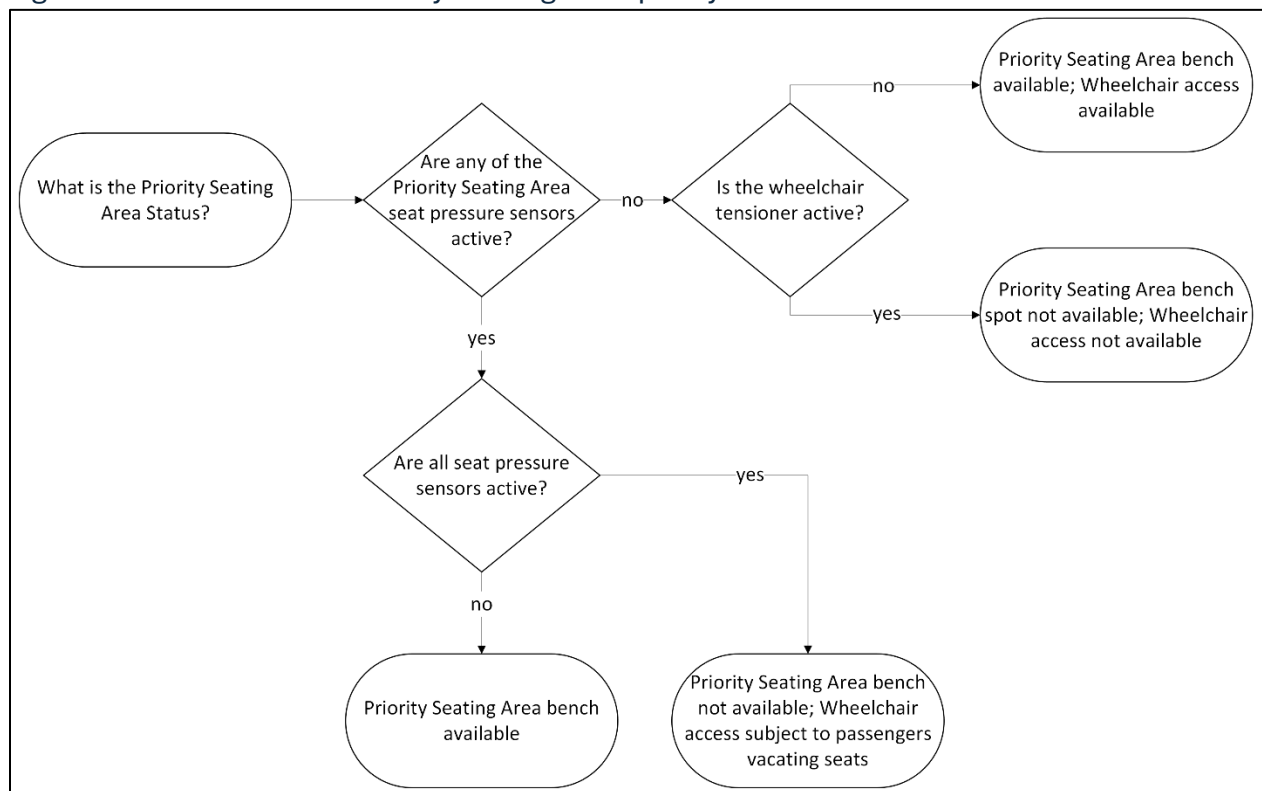 What is the Priority Seating
Area Status?
Are any of the
Priority Seating Area
seat pressure sensors
active?
no
Is the wheelchair
tensioner active?
no
Priority Seating Area bench
available; Wheelchair access
available
yes
Priority Seating Area bench
spot not available; Wheelchair
access not available
yes
Are all seat pressure
sensors active?
yes
no
Priority Seating Area bench
available
Priority Seating Area bench
not available; Wheelchair
access subject to passengers
vacating seats